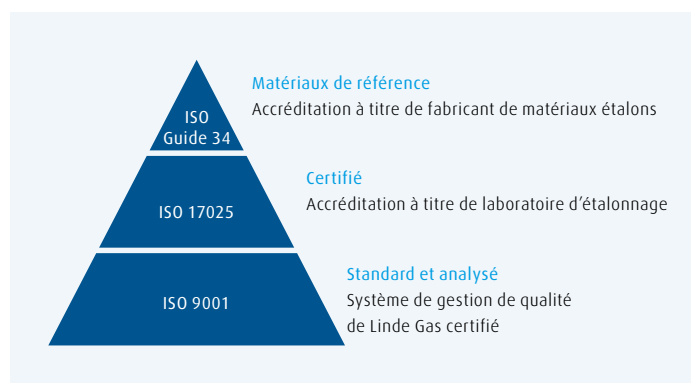 Matériaux de référence
Accréditation à titre de fabricant de matériaux étalons
ISO
Guide 34
Certifié
Accréditation à titre de laboratoire d’étalonnage
ISO 17025
Standard et analysé
Système de gestion de qualité
de Linde Gas certifié
ISO 9001